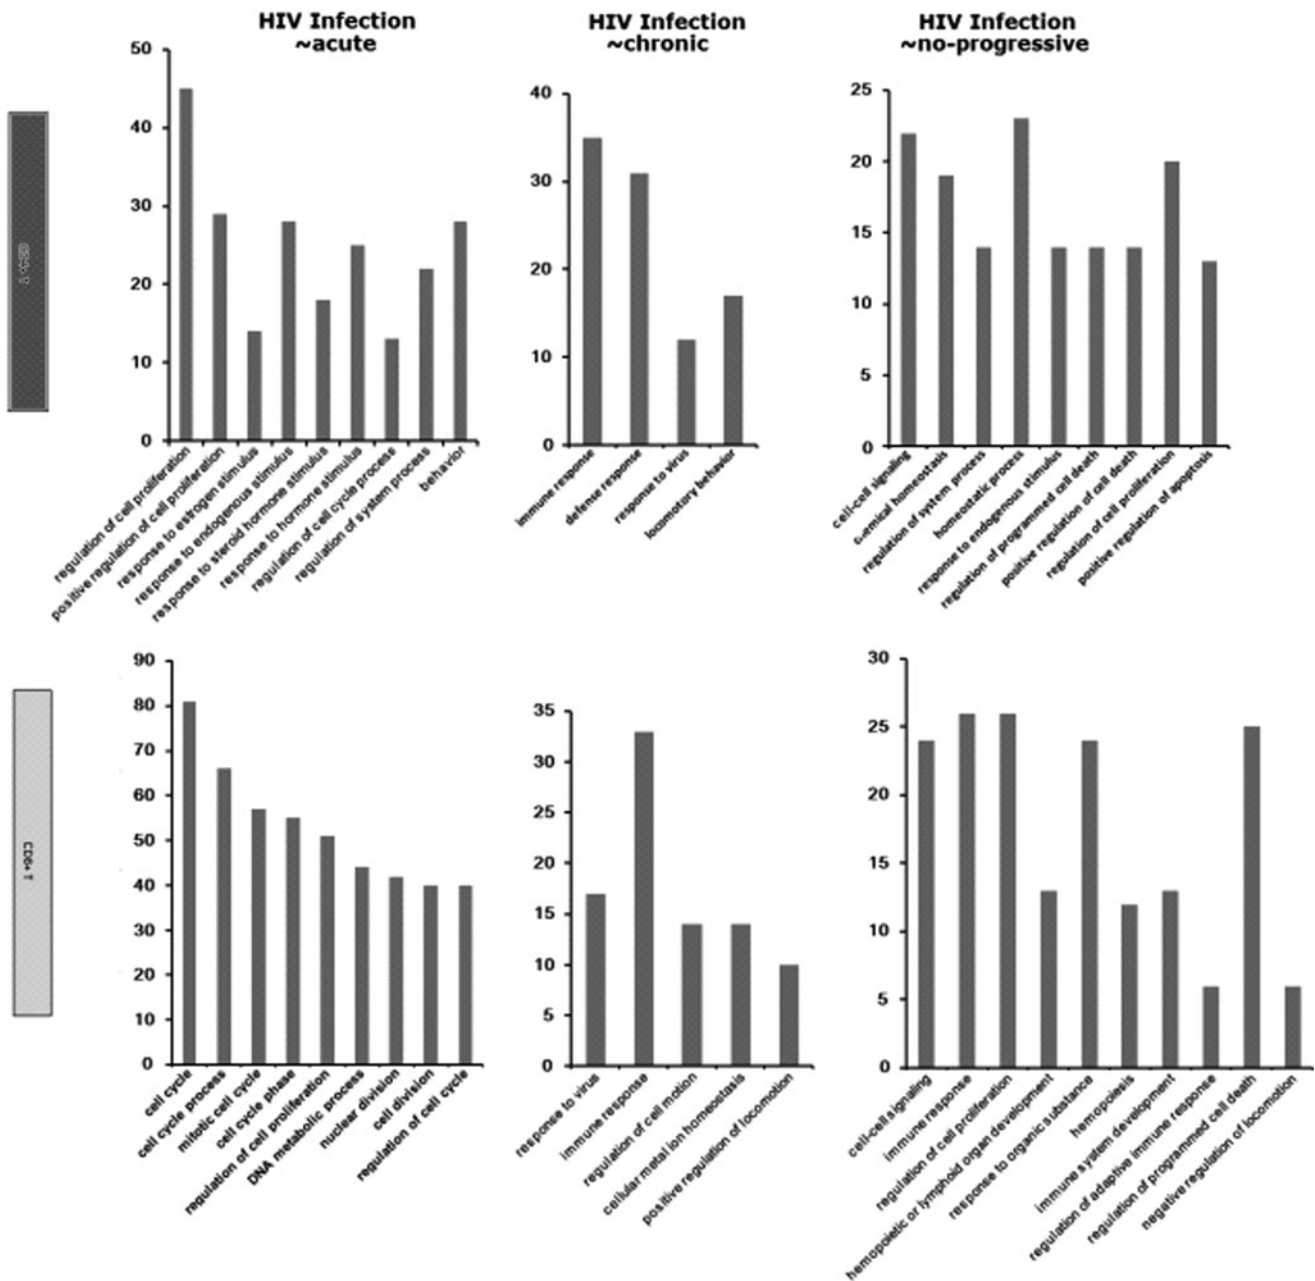 HIV Infection
~acute
HIV Infection
~chronic
HIV Infection
~no-progressive
50
40
30
20
10
0
regulation of cell proliferation
positive regulation of cell proliferation
response to estrogen stimulus
response to endogenous stimulus
response to steroid hormone stimulus
response to hormone stimulus
regulation of cell cycle process
regulation of system process
behavior
40
30
20
10
0
immune response
defense response
response to virus
locomotory behavior
25
20
15
10
5
0
cell-cell signaling
homeostasis
regulation of system process
homeostatic process
response to endogenous stimulus
regulation of programmed cell death
positive regulation of cell death
regulation of cell proliferation
positive regulation of apoptosis
90
80
70
60
50
40
30
20
10
0
cell cycle
cell cycle process
mitotic cell cycle
cell cycle phase
regulation of cell proliferation
DNA metabolic process
nuclear division
cell division
regulation of cell cycle
35
30
25
20
15
10
5
0
response to virus
immune response
regulation of cell motion
cellular metal ion homeostasis
positive regulation of locomotion
30
25
20
15
10
5
0
cell-cell signaling
immune response
regulation of cell proliferation
hemopoietic or lymphoid organ development
response to organic substance
hemopoiesis
immune system development
regulation of adaptive immune response
regulation of programmed cell death
negative regulation of locomotion